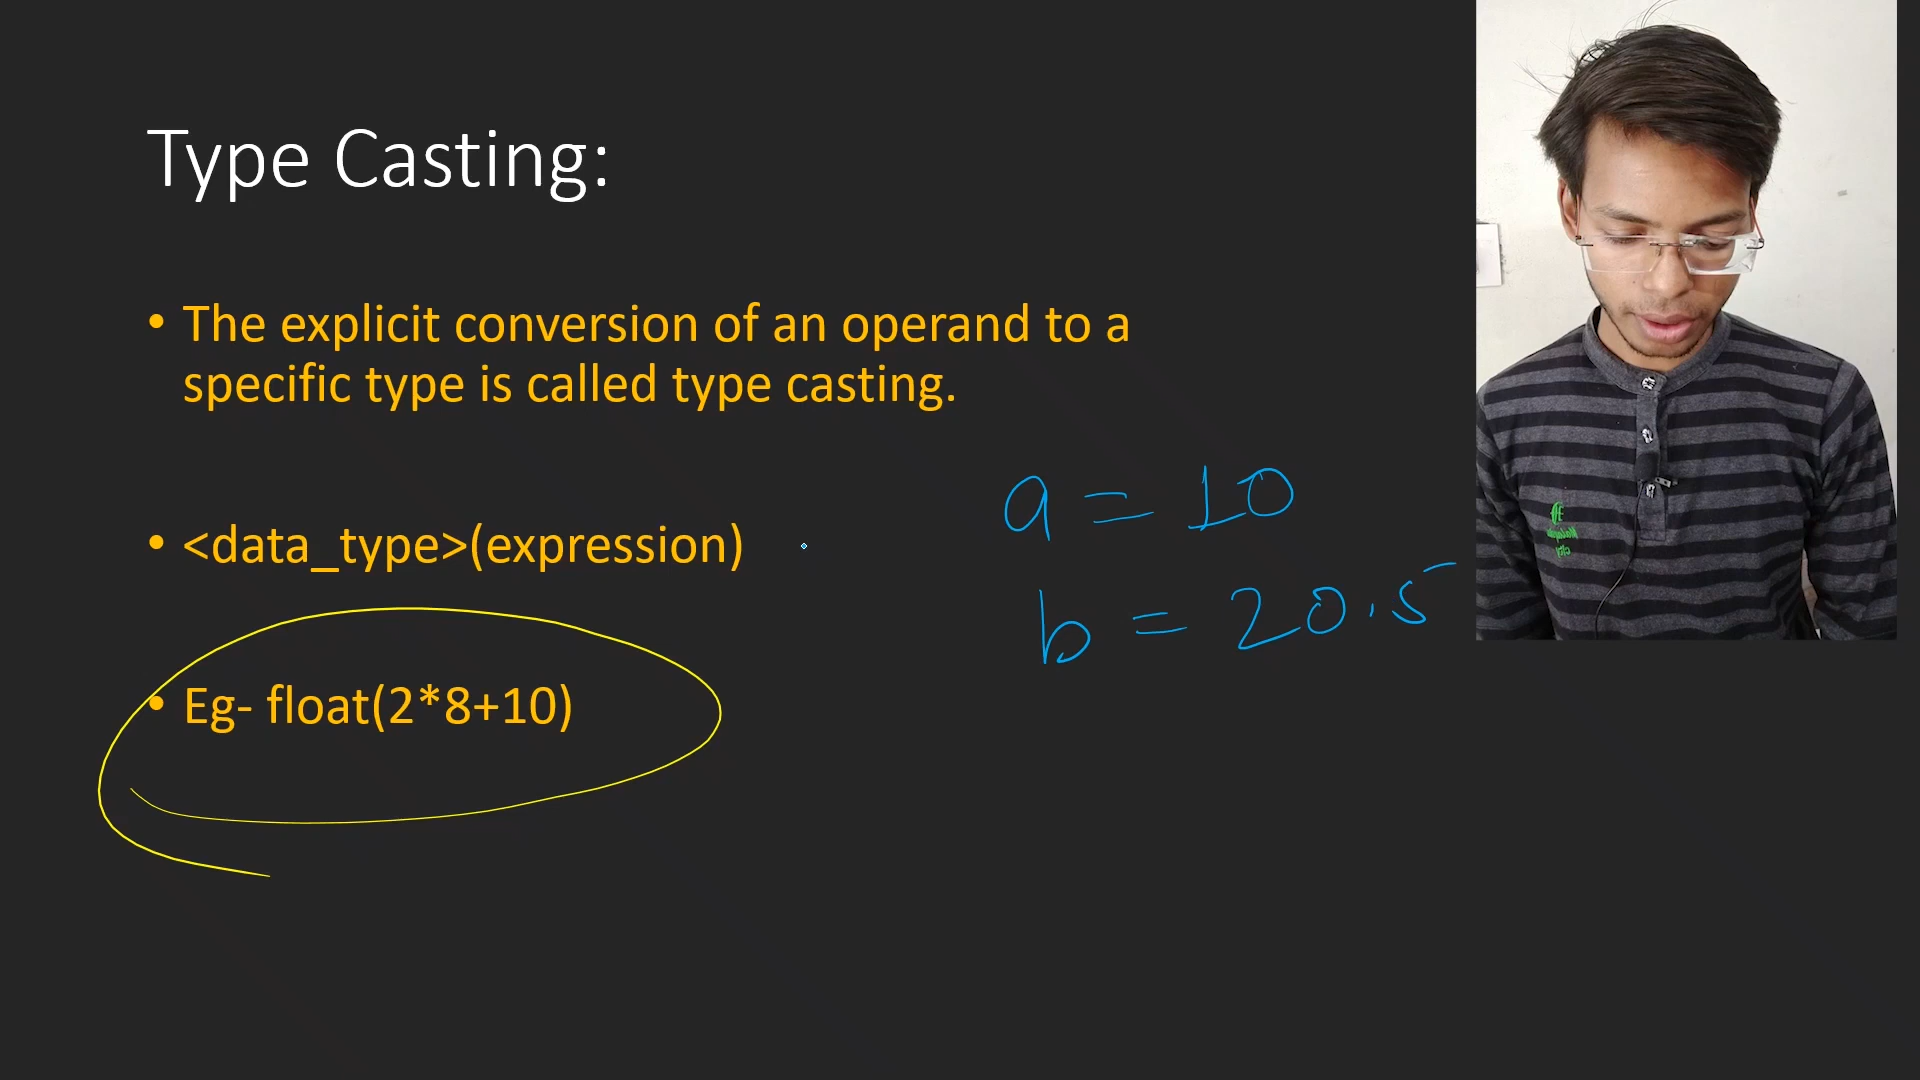 Type Casting:
• The explicit conversion of an operand to a
specific type is called type casting.
• <data_type>(expression)
a = 10
b = 20.5
• Eg- float(2*8+10)